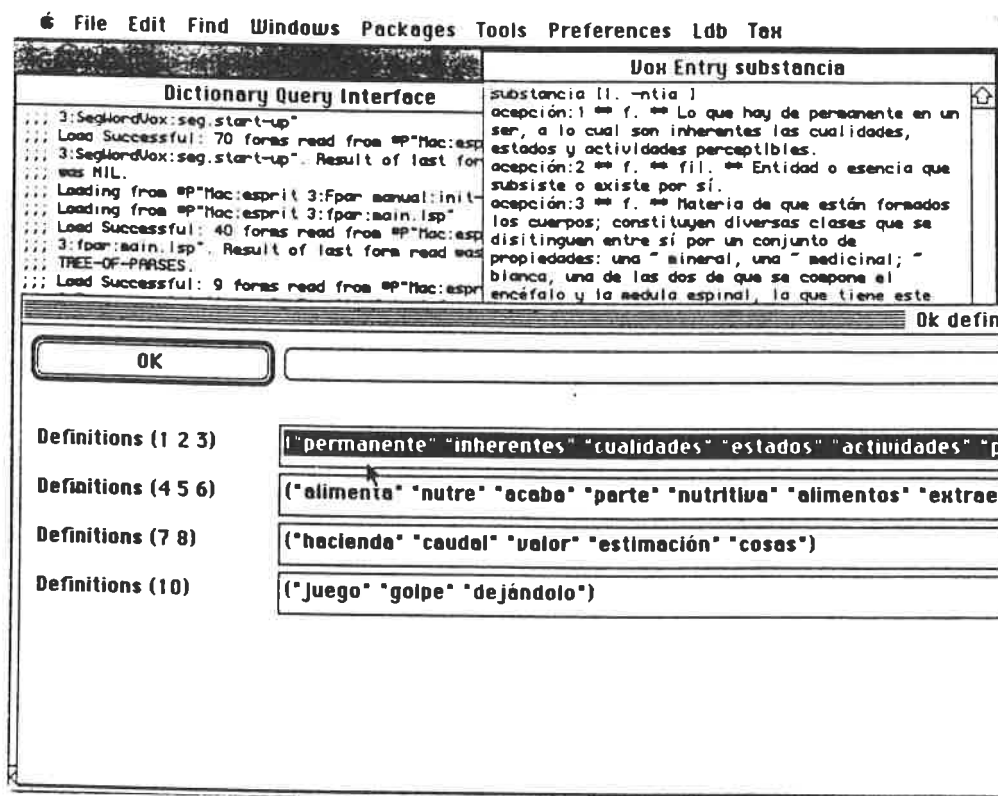 File Edit Find Windows Packages Tools Preferences Ldb Tax
Dictionary Query Interface
;;; 3:SegWordVox:seg.start-up"
;;; Load Successful: 70 forms read from #P"Mac:esp
;;; 3:SegWordVox:seg.start-up". Result of last for
;;; was NIL.
;;; Loading from #P"Mac:esprit 3:Fpar manual:init-
;;; Loading from #P"Mac:esprit 3:fpar:main.lsp"
;;; Load Successful: 40 forms read from #P"Mac:esp
;;; 3:fpar:main.lsp". Result of last form read was
;;; TREE-OF-PARSES.
;;; Load Successful: 9 forms read from #P"Mac:espr
Vox Entry substancia
substancia [l. -ntia ]
acepción:1 ** f. ** Lo que hay de permanente en un
ser, a lo cual son inherentes las cualidades,
estados y actividades perceptibles.
acepción:2 ** f. ** fil. ** Entidad o esencia que
subsiste o existe por sí.
acepción:3 ** f. ** Materia de que están formados
los cuerpos; constituyen diversas clases que se
disitinguen entre sí por un conjunto de
propiedades: una ~ mineral, una ~ medicinal; ~
blanca, una de las dos de que se compone el
encéfalo y la medula espinal, la que tiene este
Ok defin
OK
Definitions (1 2 3)
("permanente" "inherentes" "cualidades" "estados" "actividades" "p
Definitions (4 5 6)
("alimenta" "nutre" "acaba" "parte" "nutritiva" "alimentos" "extrae
Definitions (7 8)
("hacienda" "caudal" "valor" "estimación" "cosas")
Definitions (10)
("juego" "golpe" "dejándolo")